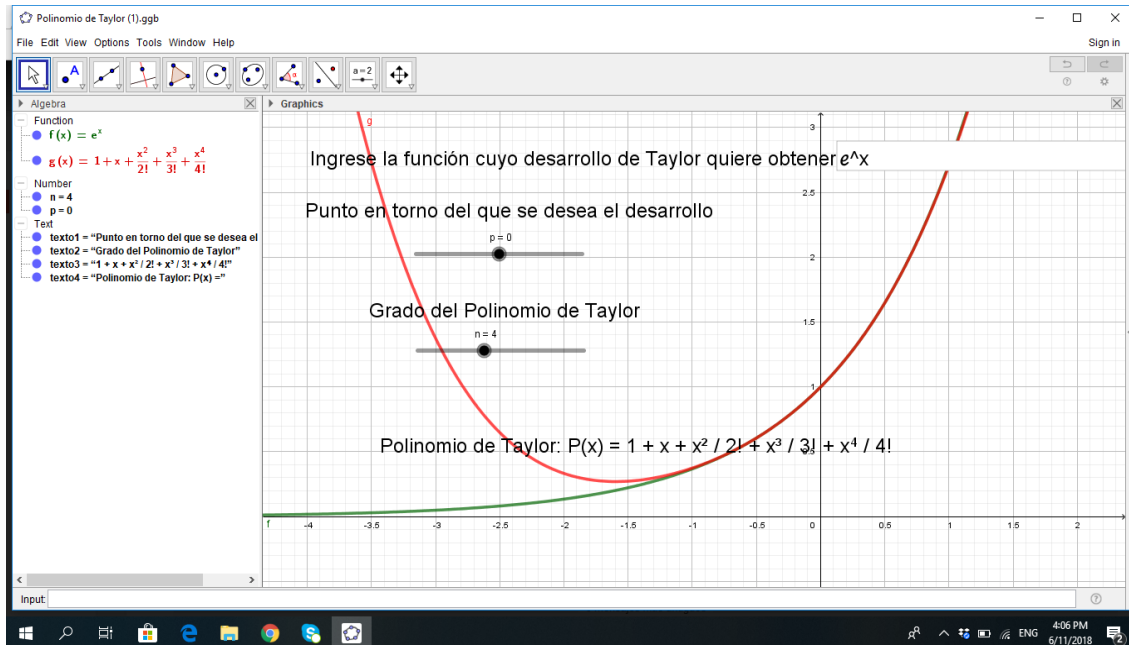 Polinomio de Taylor (1).ggb
File Edit View Options Tools Window Help
Sign in
A
α
a=2
Algebra
Graphics
Function
f(x) = eˣ
g(x) = 1 + x + x²/2! + x³/3! + x⁴/4!
Number
n = 4
p = 0
Text
texto1 = “Punto en torno del que se desea el
texto2 = “Grado del Polinomio de Taylor”
texto3 = “1 + x + x² / 2! + x³ / 3! + x⁴ / 4!”
texto4 = “Polinomio de Taylor: P(x) =”
g
3
Ingrese la función cuyo desarrollo de Taylor quiere obtener e^x
2.5
Punto en torno del que se desea el desarrollo
p = 0
2
Grado del Polinomio de Taylor
1.5
n = 4
1
Polinomio de Taylor: P(x) = 1 + x + x² / 2! + x³ / 3! + x⁴ / 4!
0.5
f
-4 -3.5 -3 -2.5 -2 -1.5 -1 -0.5 0 0.5 1 1.5 2
Input:
ENG
4:06 PM
6/11/2018
2